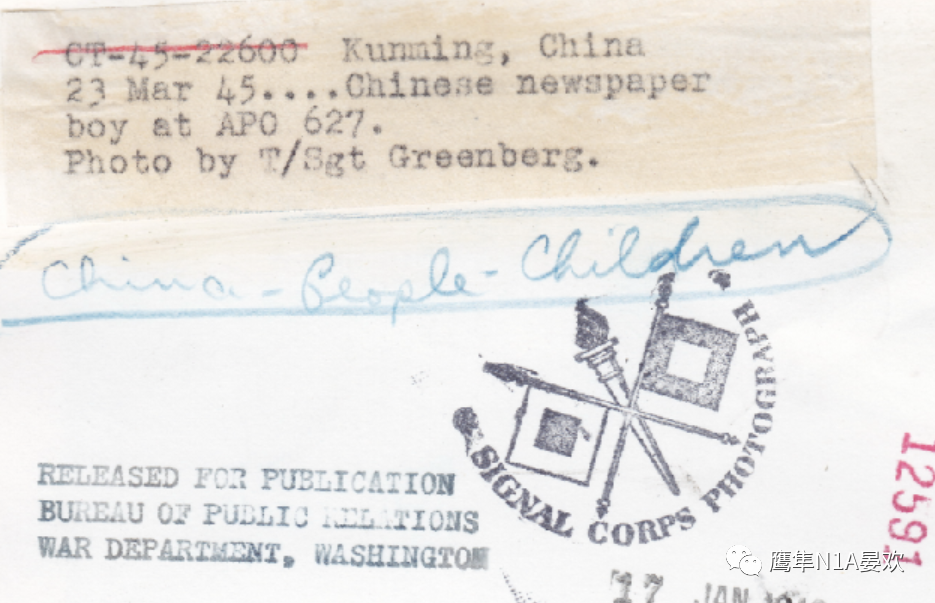 CT-45-22600 Kunming, China
23 Mar 45....Chinese newspaper
boy at APO 627.
Photo by T/Sgt Greenberg.
China - People - Children
SIGNAL CORPS PHOTOGRAPH
RELEASED FOR PUBLICATION
BUREAU OF PUBLIC RELATIONS
WAR DEPARTMENT, WASHINGTON
12591
17 JAN
鹰隼N1A晏欢